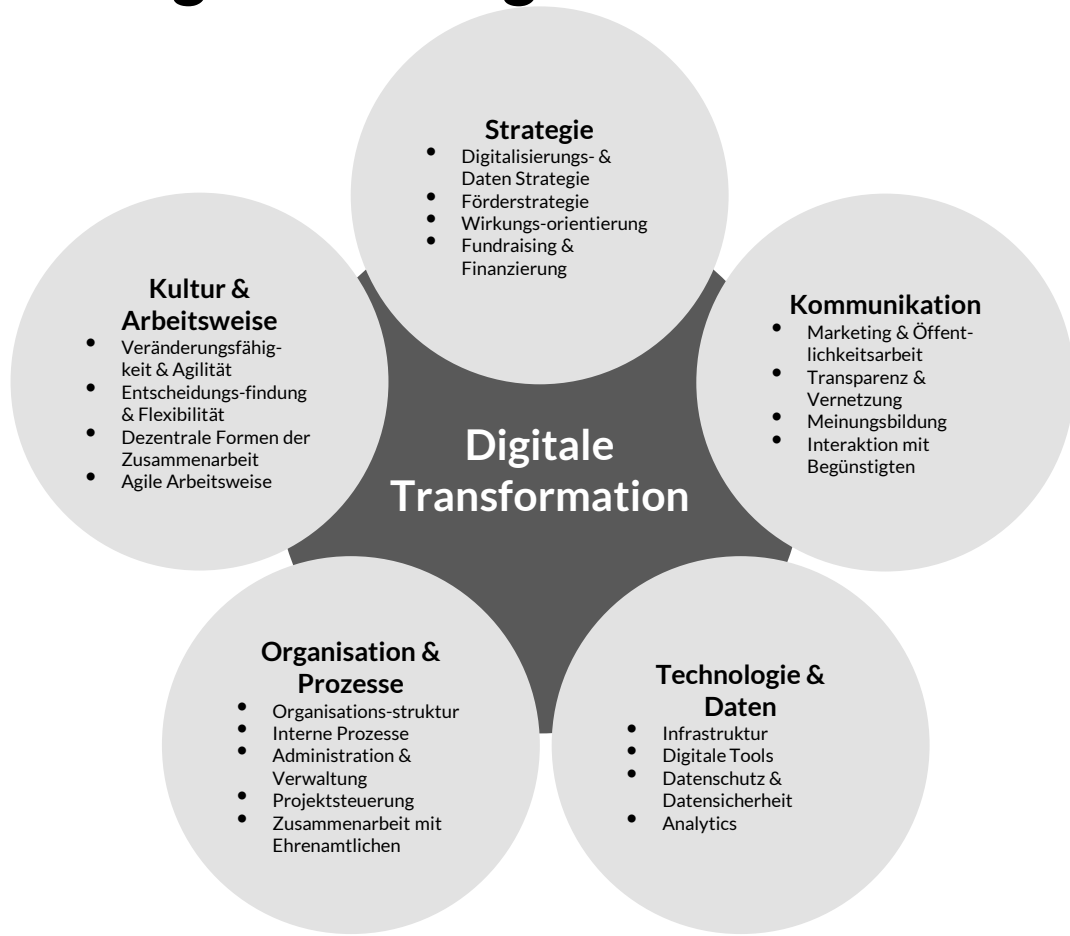 Strategie
• Digitalisierungs- &
Daten Strategie
• Förderstrategie
• Wirkungs-orientierung
• Fundraising &
Finanzierung
Kultur &
Arbeitsweise
• Veränderungsfähig-
keit & Agilität
• Entscheidungs-findung
& Flexibilität
• Dezentrale Formen der
Zusammenarbeit
• Agile Arbeitsweise
Kommunikation
• Marketing & Öffent-
lichkeitsarbeit
• Transparenz &
Vernetzung
• Meinungsbildung
• Interaktion mit
Begünstigten
Digitale
Transformation
Organisation &
Prozesse
• Organisations-struktur
• Interne Prozesse
• Administration &
Verwaltung
• Projektsteuerung
• Zusammenarbeit mit
Ehrenamtlichen
Technologie &
Daten
• Infrastruktur
• Digitale Tools
• Datenschutz &
Datensicherheit
• Analytics